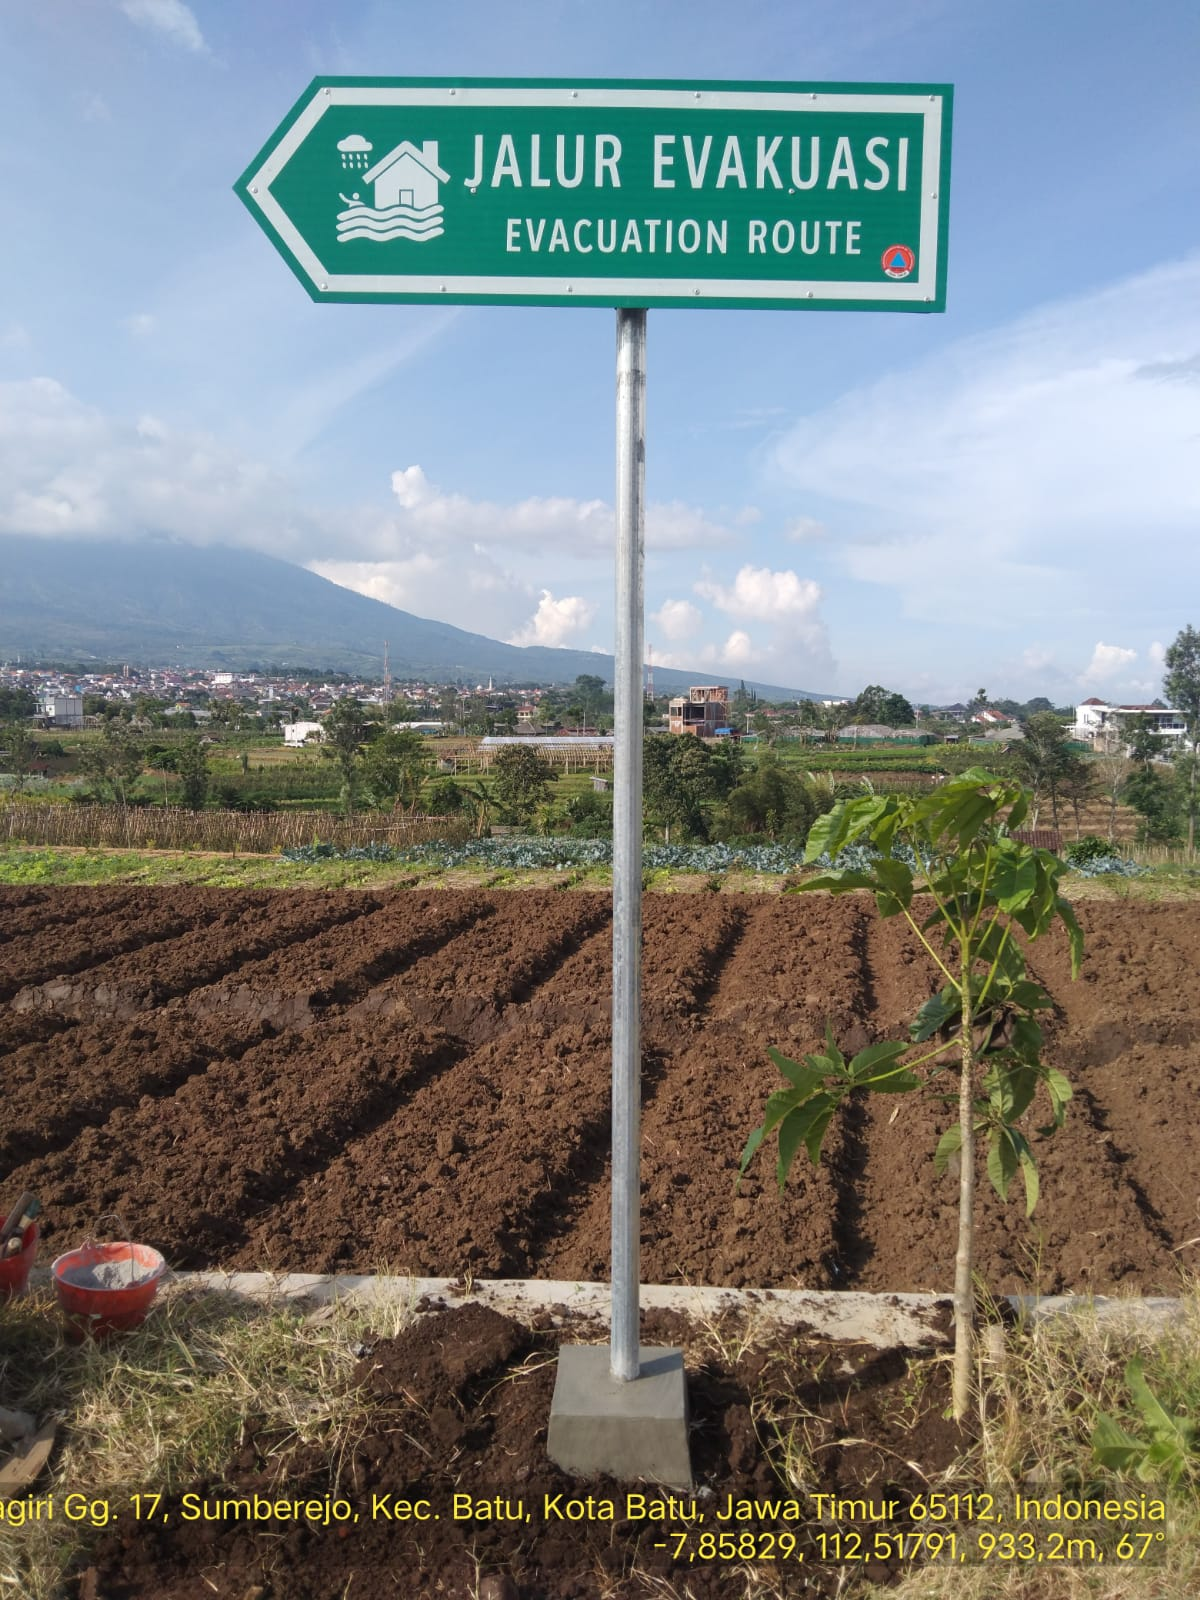 JALUR EVAKUASI
EVACUATION ROUTE
agiri Gg. 17, Sumberejo, Kec. Batu, Kota Batu, Jawa Timur 65112, Indonesia
-7,85829, 112,51791, 933,2m, 67°